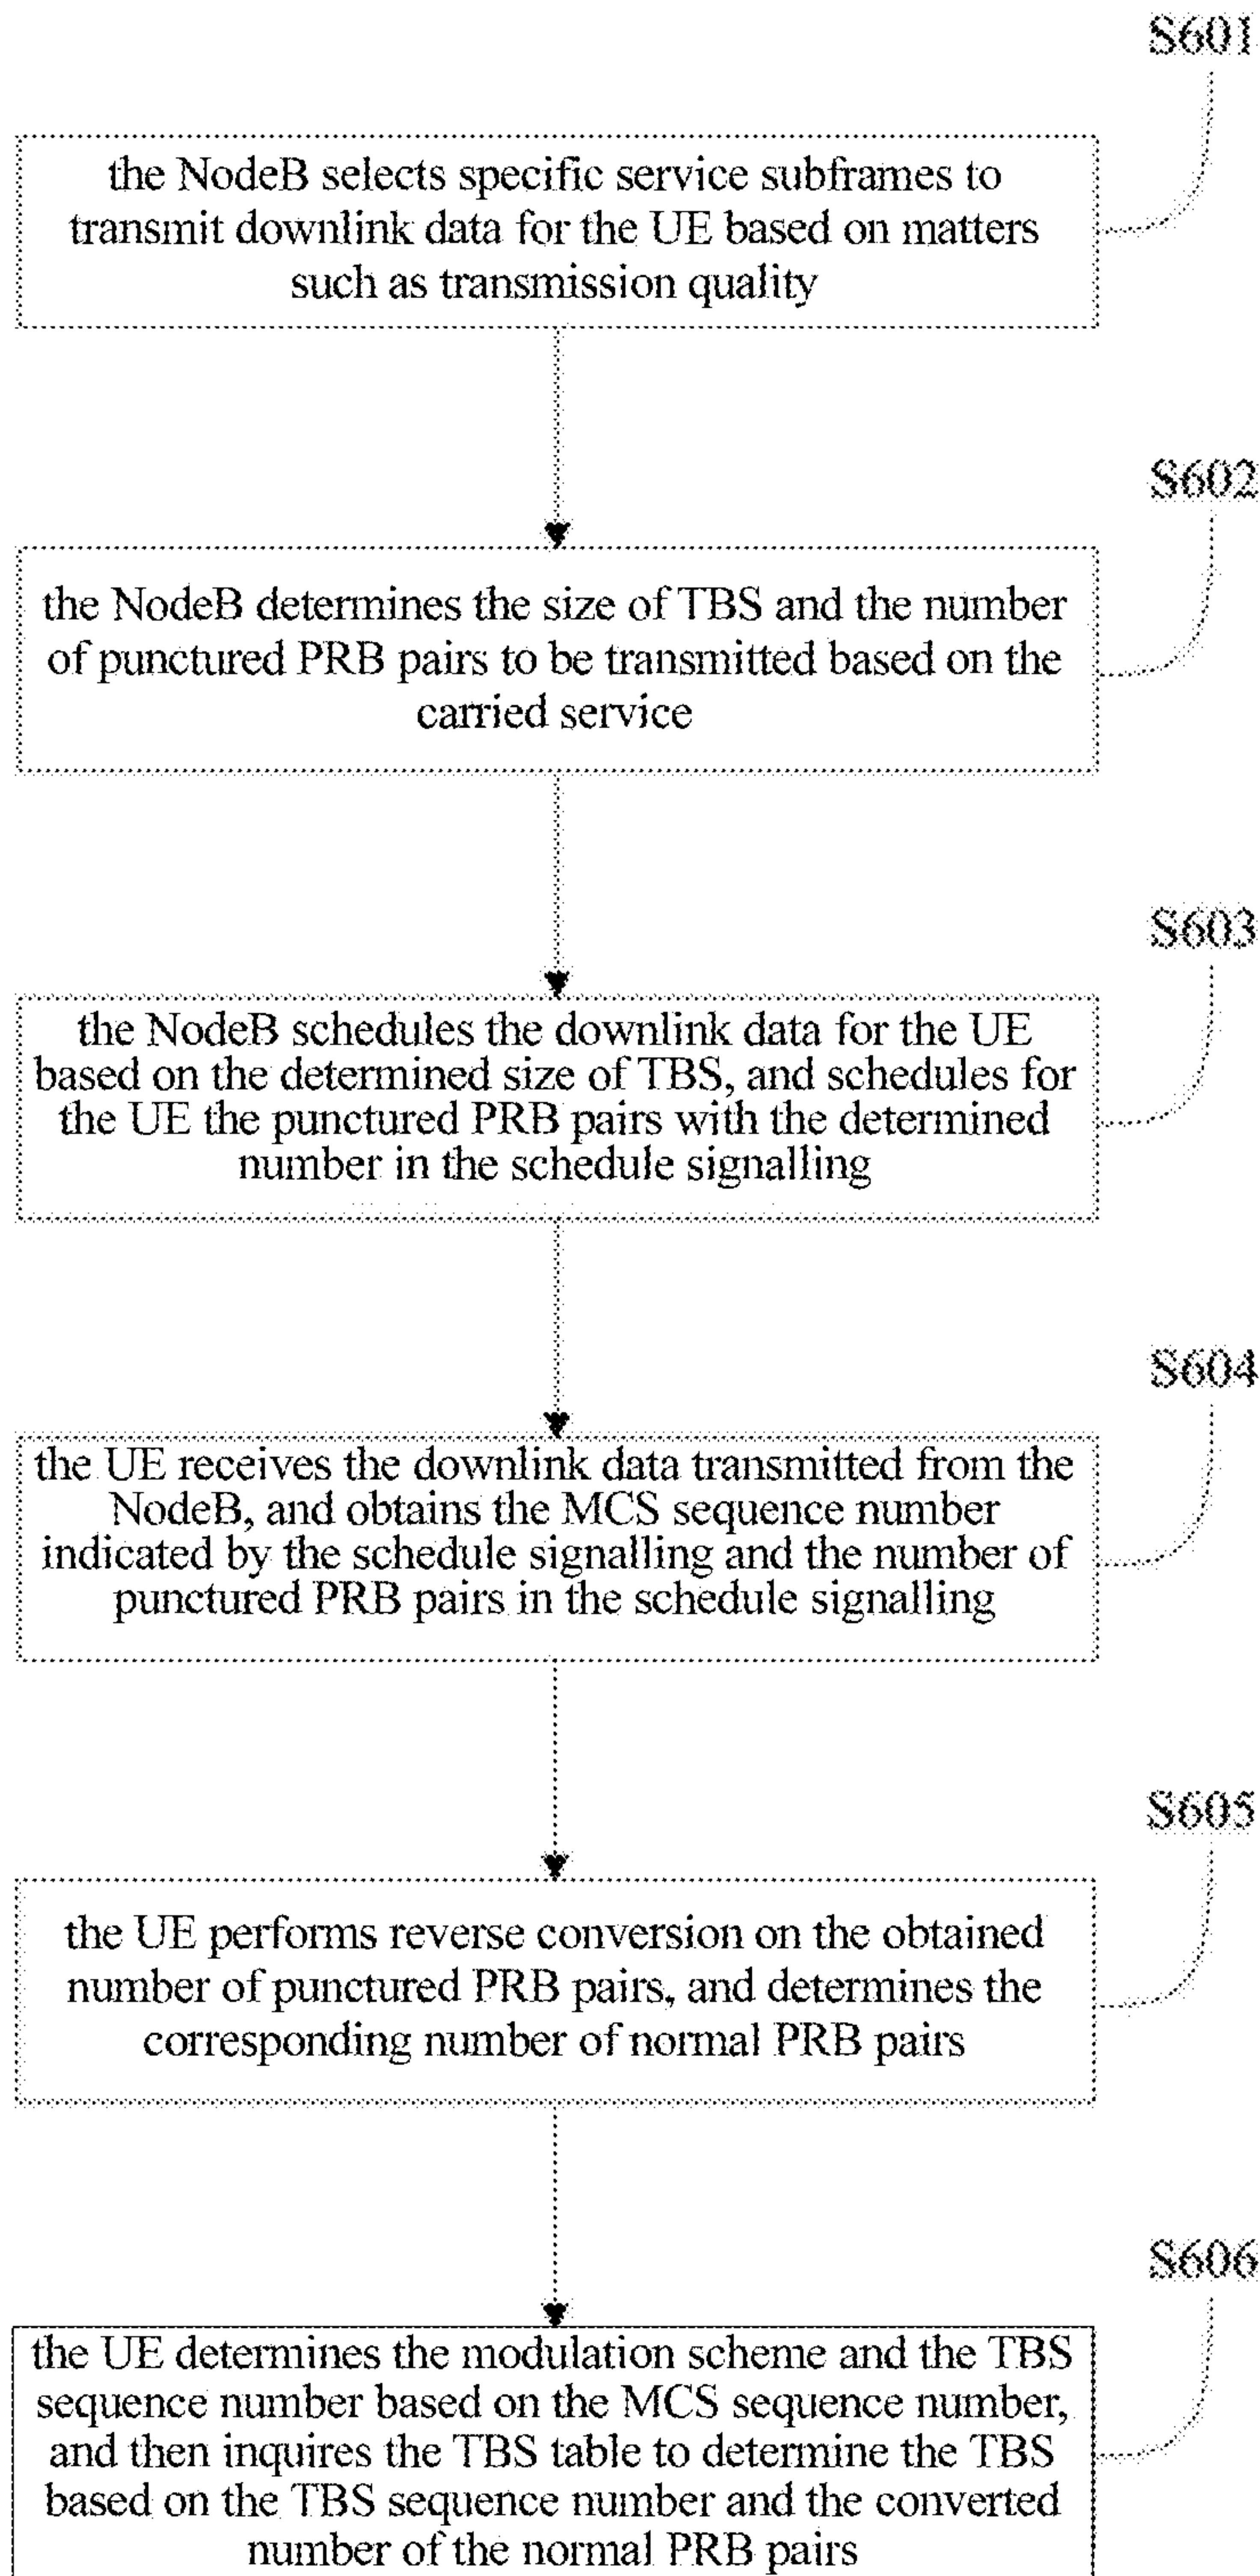 S601
the NodeB selects specific service subframes to
transmit downlink data for the UE based on matters
such as transmission quality
S602
the NodeB determines the size of TBS and the number
of punctured PRB pairs to be transmitted based on the
carried service
S603
the NodeB schedules the downlink data for the UE
based on the determined size of TBS, and schedules for
the UE the punctured PRB pairs with the determined
number in the schedule signalling
S604
the UE receives the downlink data transmitted from the
NodeB, and obtains the MCS sequence number
indicated by the schedule signalling and the number of
punctured PRB pairs in the schedule signalling
S605
the UE performs reverse conversion on the obtained
number of punctured PRB pairs, and determines the
corresponding number of normal PRB pairs
S606
the UE determines the modulation scheme and the TBS
sequence number based on the MCS sequence number,
and then inquires the TBS table to determine the TBS
based on the TBS sequence number and the converted
number of the normal PRB pairs